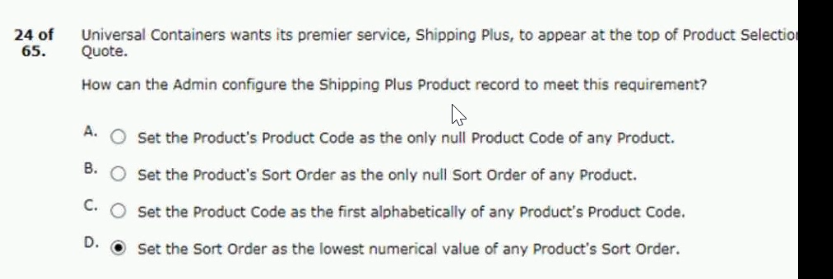 24 of 65.
Universal Containers wants its premier service, Shipping Plus, to appear at the top of Product Selection
Quote.
How can the Admin configure the Shipping Plus Product record to meet this requirement?
A. Set the Product's Product Code as the only null Product Code of any Product.
B. Set the Product's Sort Order as the only null Sort Order of any Product.
C. Set the Product Code as the first alphabetically of any Product's Product Code.
D. Set the Sort Order as the lowest numerical value of any Product's Sort Order.